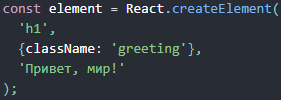 const element = React.createElement(
  'h1',
  {className: 'greeting'},
  'Привет, мир!'
);